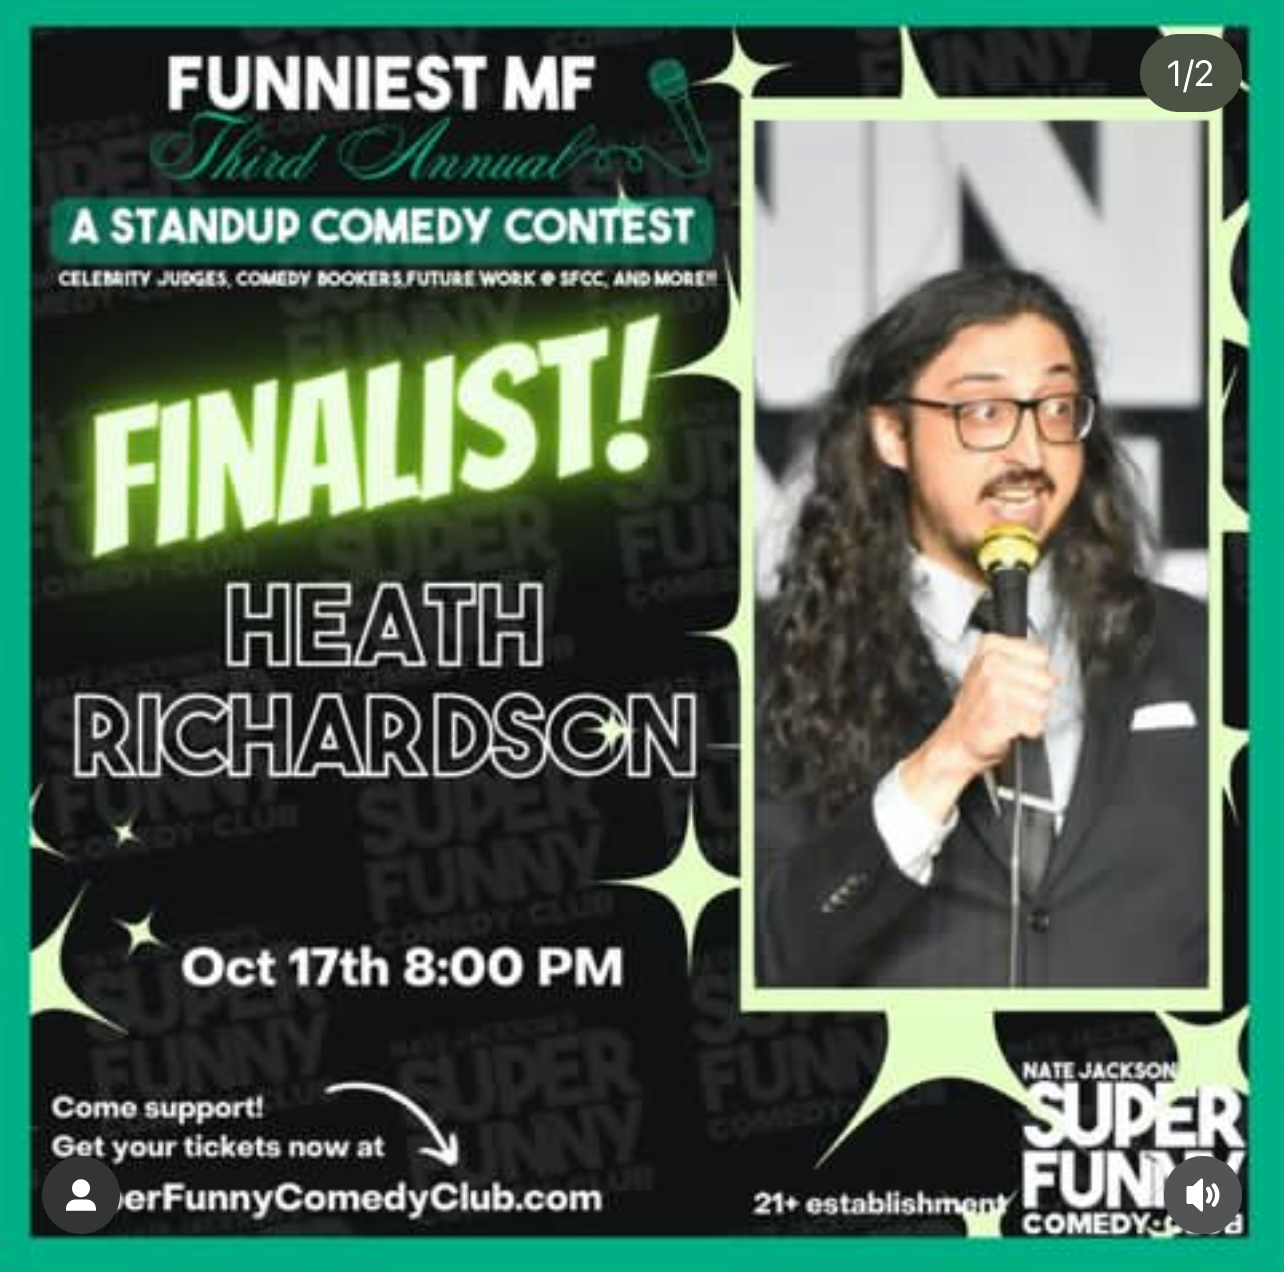 1/2
FUNNIEST MF
Third Annual
A STANDUP COMEDY CONTEST
CELEBRITY JUDGES, COMEDY BOOKERS,FUTURE WORK @ SFCC, AND MORE!!
FINALIST!
HEATH
RICHARDSON
Oct 17th 8:00 PM
Come support!
Get your tickets now at
erFunnyComedyClub.com
21+ establishment
NATE JACKSON
SUPER
FUNNY
COMEDY